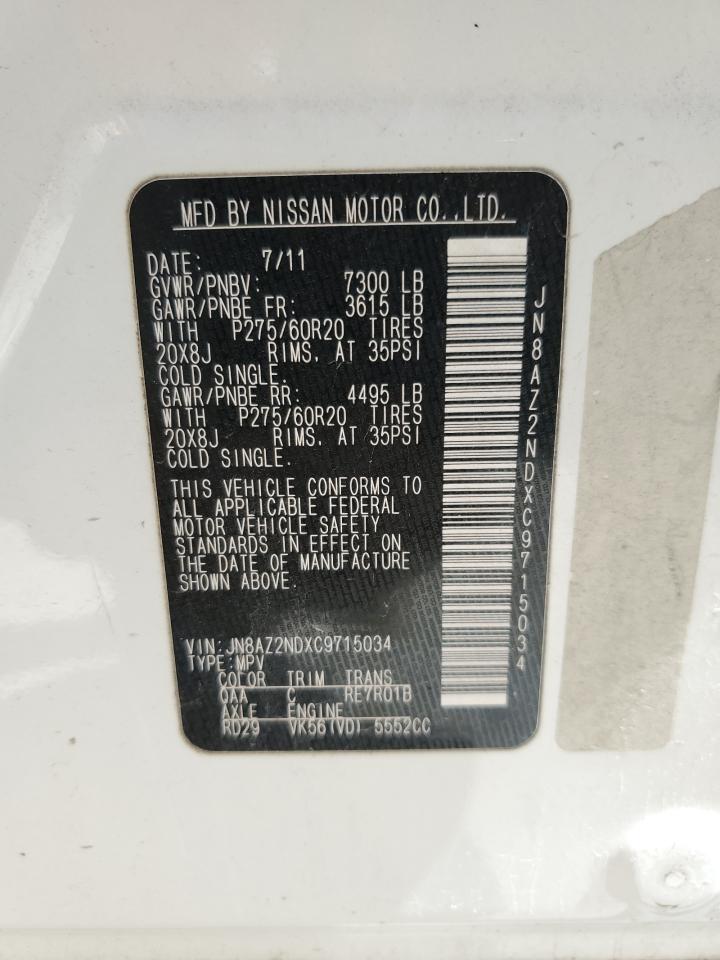 MFD BY NISSAN MOTOR CO.,LTD.
DATE: 7/11
GVWR/PNBV: 7300 LB
GAWR/PNBE FR: 3615 LB
WITH P275/60R20 TIRES
20X8J RIMS, AT 35PSI
COLD SINGLE.
GAWR/PNBE RR: 4495 LB
WITH P275/60R20 TIRES
20X8J RIMS, AT 35PSI
COLD SINGLE.
THIS VEHICLE CONFORMS TO
ALL APPLICABLE FEDERAL
MOTOR VEHICLE SAFETY
STANDARDS IN EFFECT ON
THE DATE OF MANUFACTURE
SHOWN ABOVE.
VIN:JN8AZ2NDXC9715034
TYPE:MPV
COLOR TRIM TRANS
QAA C RE7R01B
AXLE ENGINE
RD29 VK56(VD) 5552CC
JN8AZ2NDXC9715034